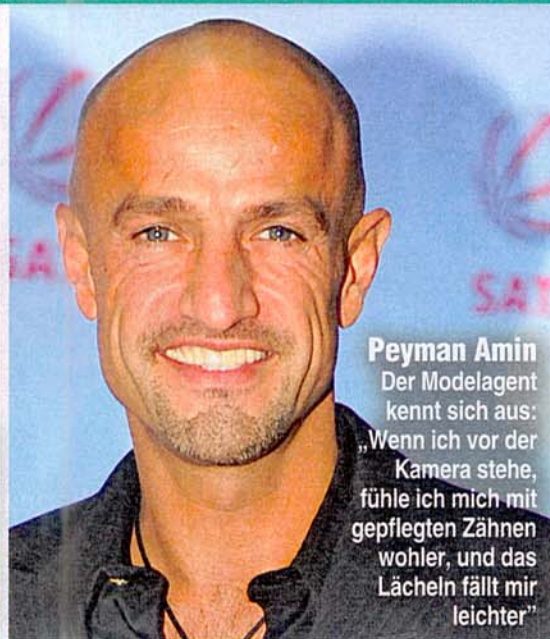 SAT
Peyman Amin
Der Modelagent
kennt sich aus:
„Wenn ich vor der
Kamera stehe,
fühle ich mich mit
gepflegten Zähnen
wohler, und das
Lächeln fällt mir
leichter”